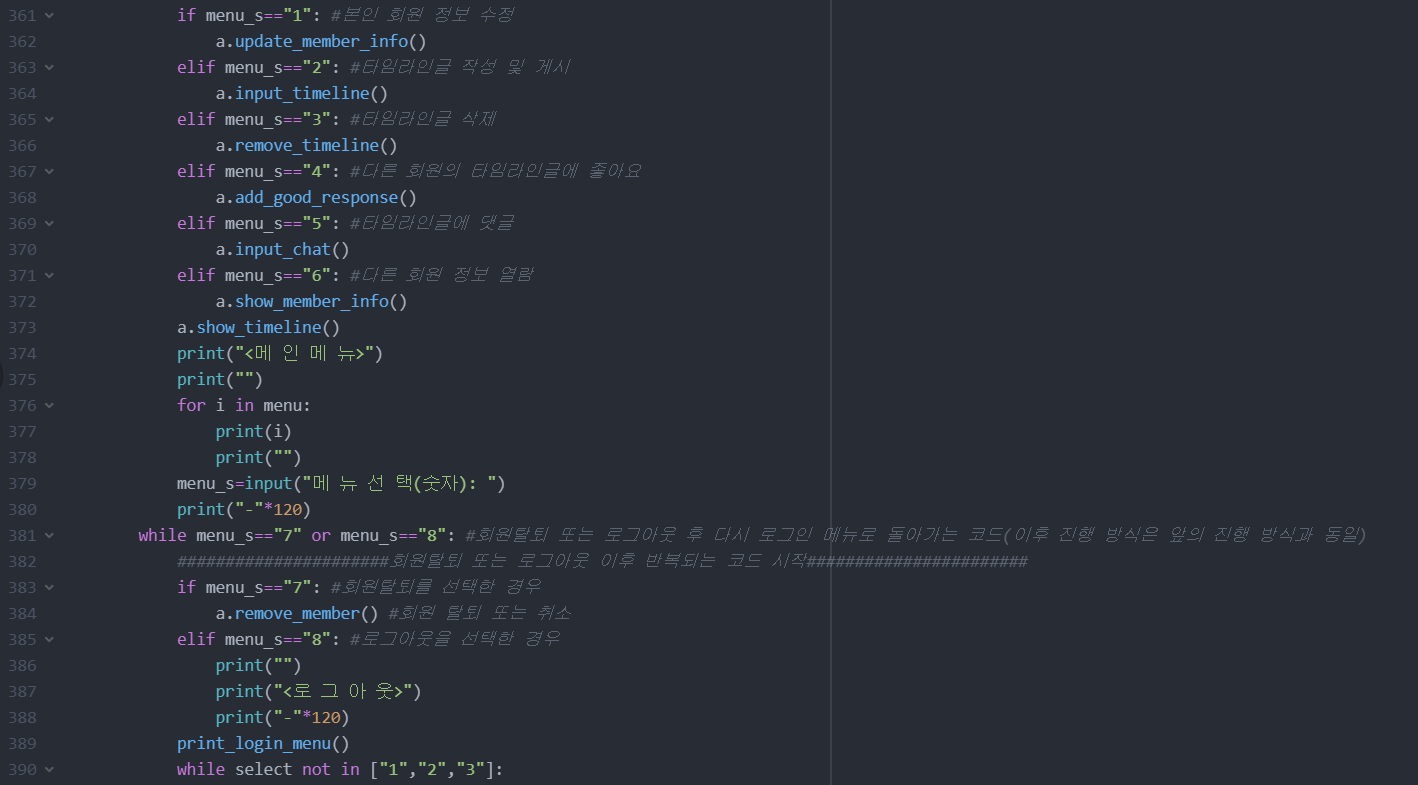 361 if menu_s=="1": #본인 회원 정보 수정
362 a.update_member_info()
363 elif menu_s=="2": #타임라인글 작성 및 게시
364 a.input_timeline()
365 elif menu_s=="3": #타임라인글 삭제
366 a.remove_timeline()
367 elif menu_s=="4": #다른 회원의 타임라인글에 좋아요
368 a.add_good_response()
369 elif menu_s=="5": #타임라인글에 댓글
370 a.input_chat()
371 elif menu_s=="6": #다른 회원 정보 열람
372 a.show_member_info()
373 a.show_timeline()
374 print("<메 인 메 뉴>")
375 print("")
376 for i in menu:
377 print(i)
378 print("")
379 menu_s=input("메 뉴 선 택(숫자): ")
380 print("-"*120)
381 while menu_s=="7" or menu_s=="8": #회원탈퇴 또는 로그아웃 후 다시 로그인 메뉴로 돌아가는 코드(이후 진행 방식은 앞의 진행 방식과 동일)
382 ######################회원탈퇴 또는 로그아웃 이후 반복되는 코드 시작#######################
383 if menu_s=="7": #회원탈퇴를 선택한 경우
384 a.remove_member() #회원 탈퇴 또는 취소
385 elif menu_s=="8": #로그아웃을 선택한 경우
386 print("")
387 print("<로 그 아 웃>")
388 print("-"*120)
389 print_login_menu()
390 while select not in ["1","2","3"]: